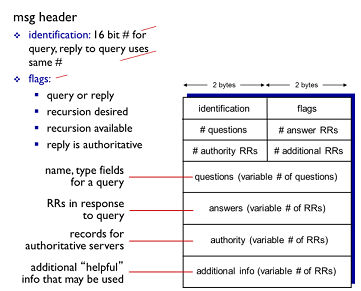 msg header
identification: 16 bit # for
query, reply to query uses
same #
flags:
query or reply
recursion desired
recursion available
reply is authoritative
2 bytes 2 bytes
identification flags
# questions # answer RRs
# authority RRs # additional RRs
name, type fields
for a query
questions (variable # of questions)
RRs in response
to query
answers (variable # of RRs)
records for
authoritative servers
authority (variable # of RRs)
additional “helpful”
info that may be used
additional info (variable # of RRs)